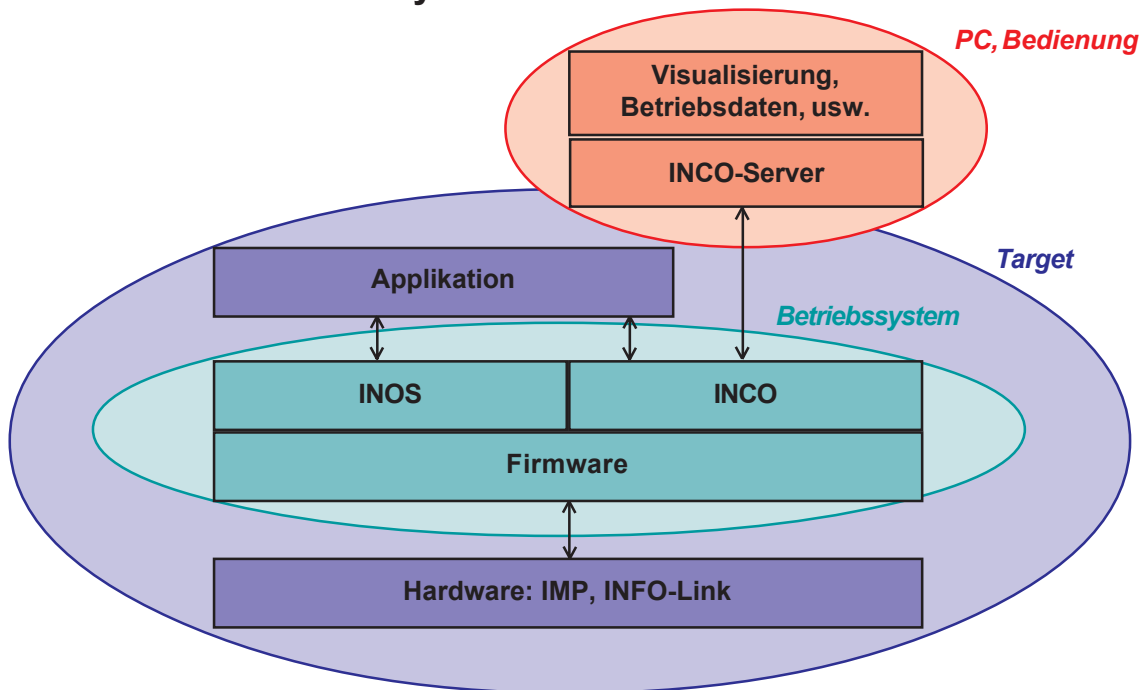 PC, Bedienung
Visualisierung,
Betriebsdaten, usw.
INCO-Server
Target
Applikation
Betriebssystem
INOS
INCO
Firmware
Hardware: IMP, INFO-Link